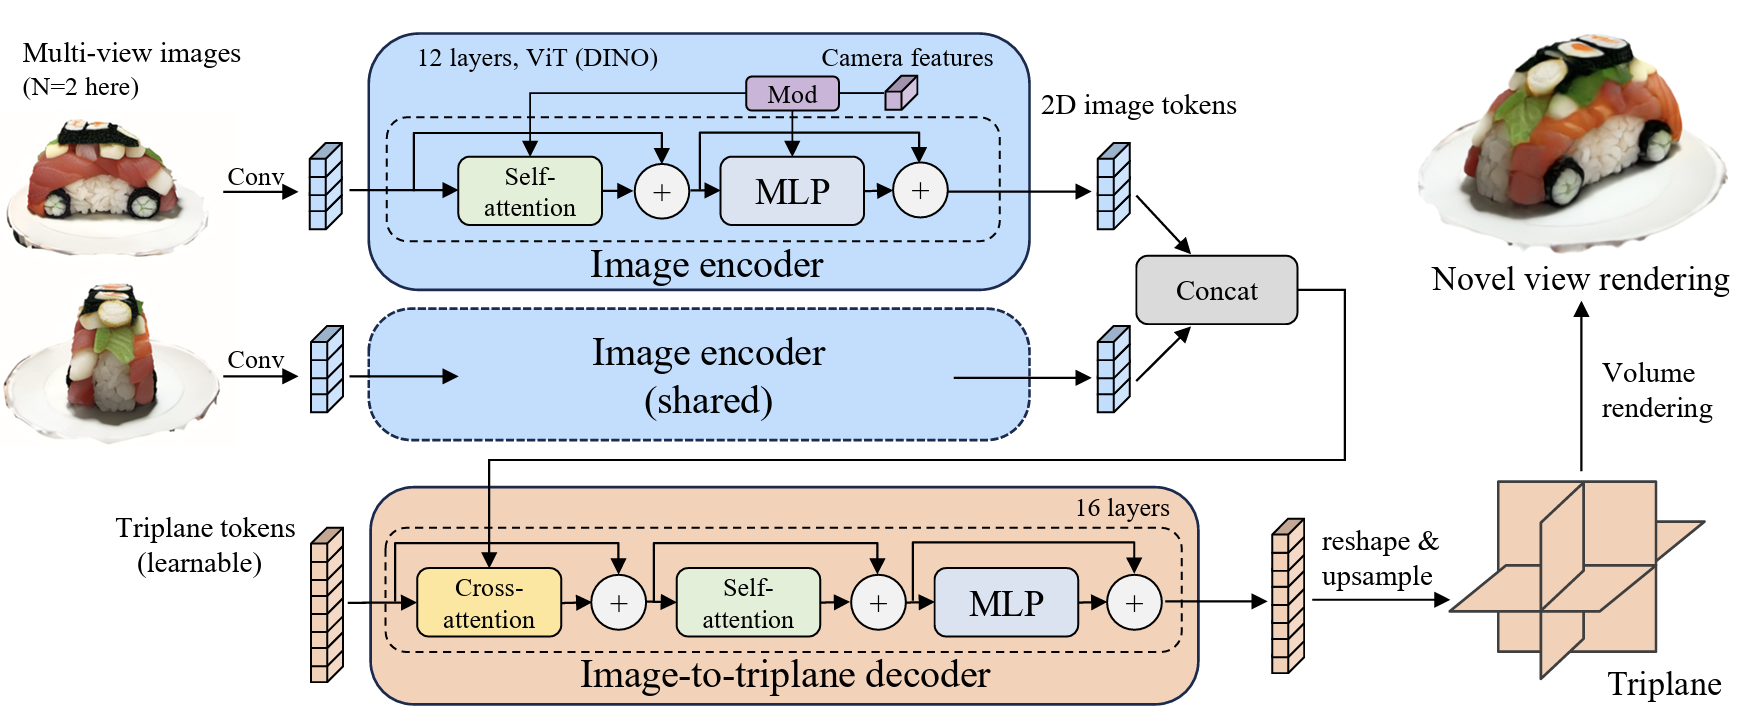 Multi-view images
(N=2 here)
Conv
12 layers, ViT (DINO)
Camera features
Mod
Self-
attention
+
MLP
+
Image encoder
2D image tokens
Conv
Image encoder
(shared)
Concat
Novel view rendering
Volume
rendering
Triplane tokens
(learnable)
16 layers
Cross-
attention
+
Self-
attention
+
MLP
+
Image-to-triplane decoder
reshape &
upsample
Triplane